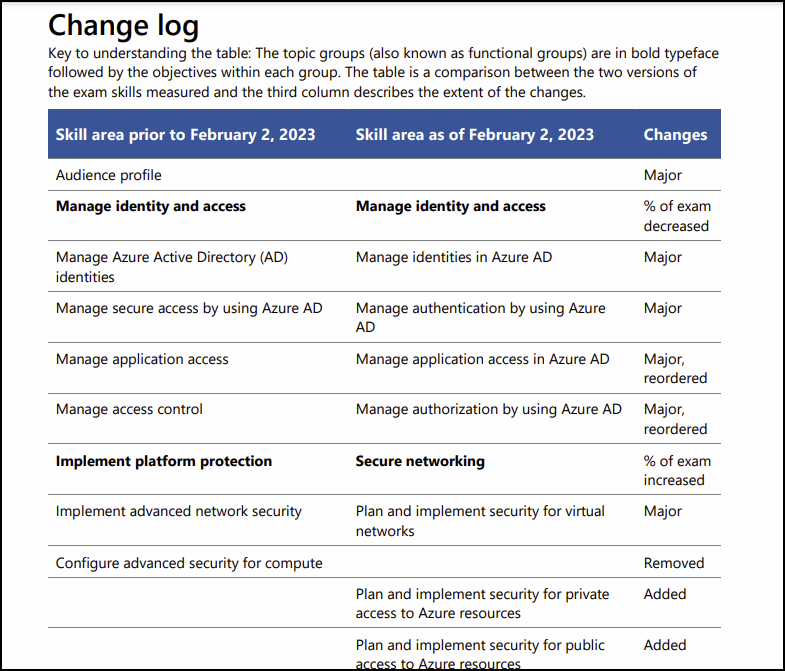 Change log
Key to understanding the table: The topic groups (also known as functional groups) are in bold typeface
followed by the objectives within each group. The table is a comparison between the two versions of
the exam skills measured and the third column describes the extent of the changes.
Skill area prior to February 2, 2023 Skill area as of February 2, 2023 Changes
Audience profile Major
Manage identity and access Manage identity and access % of exam
decreased
Manage Azure Active Directory (AD) Manage identities in Azure AD Major
identities
Manage secure access by using Azure AD Manage authentication by using Azure Major
AD
Manage application access Manage application access in Azure AD Major,
reordered
Manage access control Manage authorization by using Azure AD Major,
reordered
Implement platform protection Secure networking % of exam
increased
Implement advanced network security Plan and implement security for virtual Major
networks
Configure advanced security for compute Removed
Plan and implement security for private Added
access to Azure resources
Plan and implement security for public Added
access to Azure resources